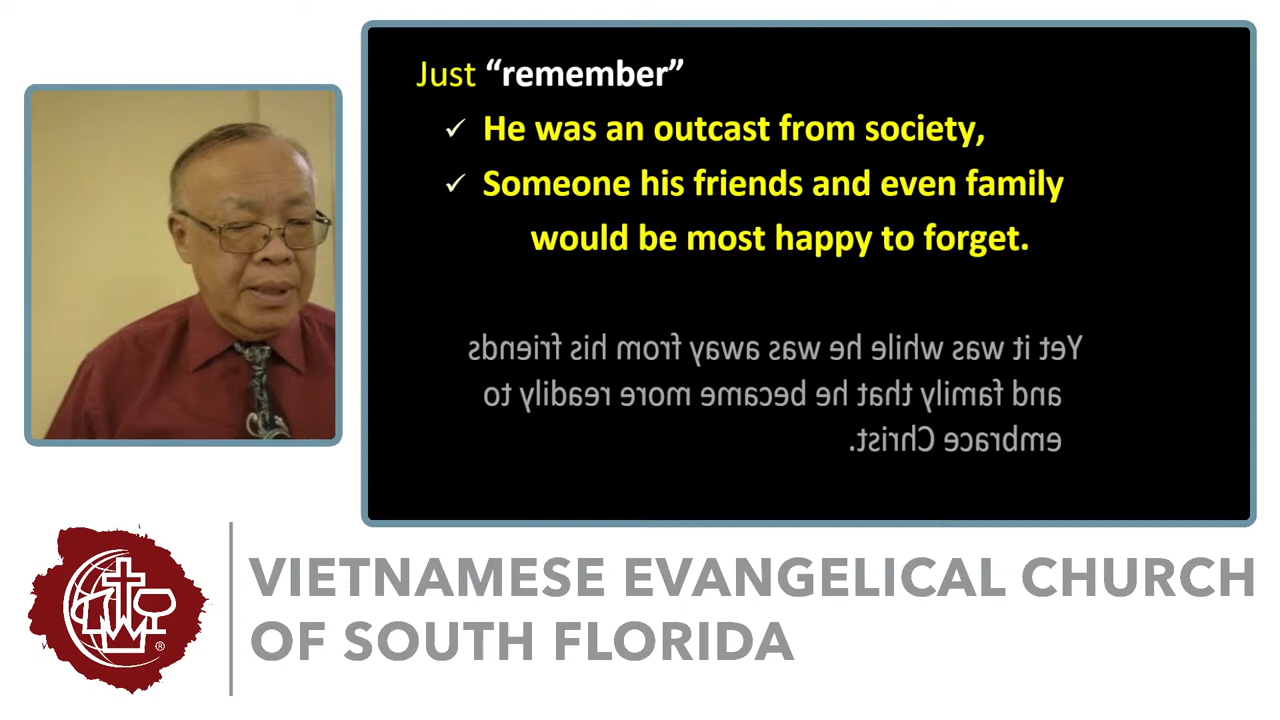 Just “remember”
✓ He was an outcast from society,
✓ Someone his friends and even family
would be most happy to forget.
Yet it was while he was away from his friends
and family that he became more readily to
embrace Christ.
VIETNAMESE EVANGELICAL CHURCH
OF SOUTH FLORIDA
®